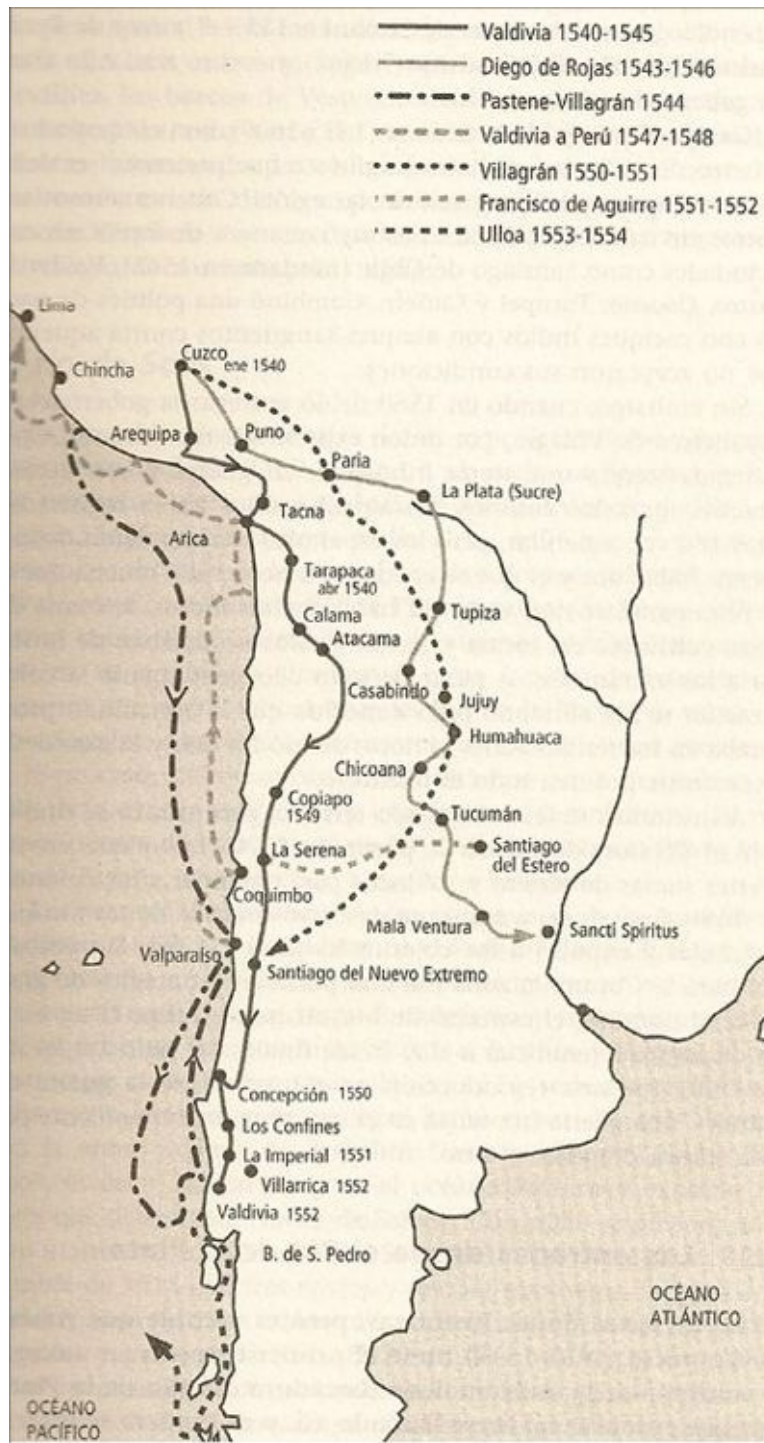 Valdivia 1540-1545
Diego de Rojas 1543-1546
Pastene-Villagrán 1544
Valdivia a Perú 1547-1548
Villagrán 1550-1551
Francisco de Aguirre 1551-1552
Ulloa 1553-1554
Lima
Chincha
Cuzco
ene 1540
Arequipa
Puno
Paria
La Plata (Sucre)
Tacna
Arica
Tarapaca
abr 1540
Calama
Atacama
Tupiza
Casabindo
Jujuy
Humahuaca
Chicoana
Copiapo
1549
Tucumán
La Serena
Santiago
del Estero
Coquimbo
Mala Ventura
Sancti Spiritus
Valparaíso
Santiago del Nuevo Extremo
Concepción 1550
Los Confines
La Imperial 1551
Villarrica 1552
Valdivia 1552
B. de S. Pedro
OCÉANO
ATLÁNTICO
OCÉANO
PACÍFICO